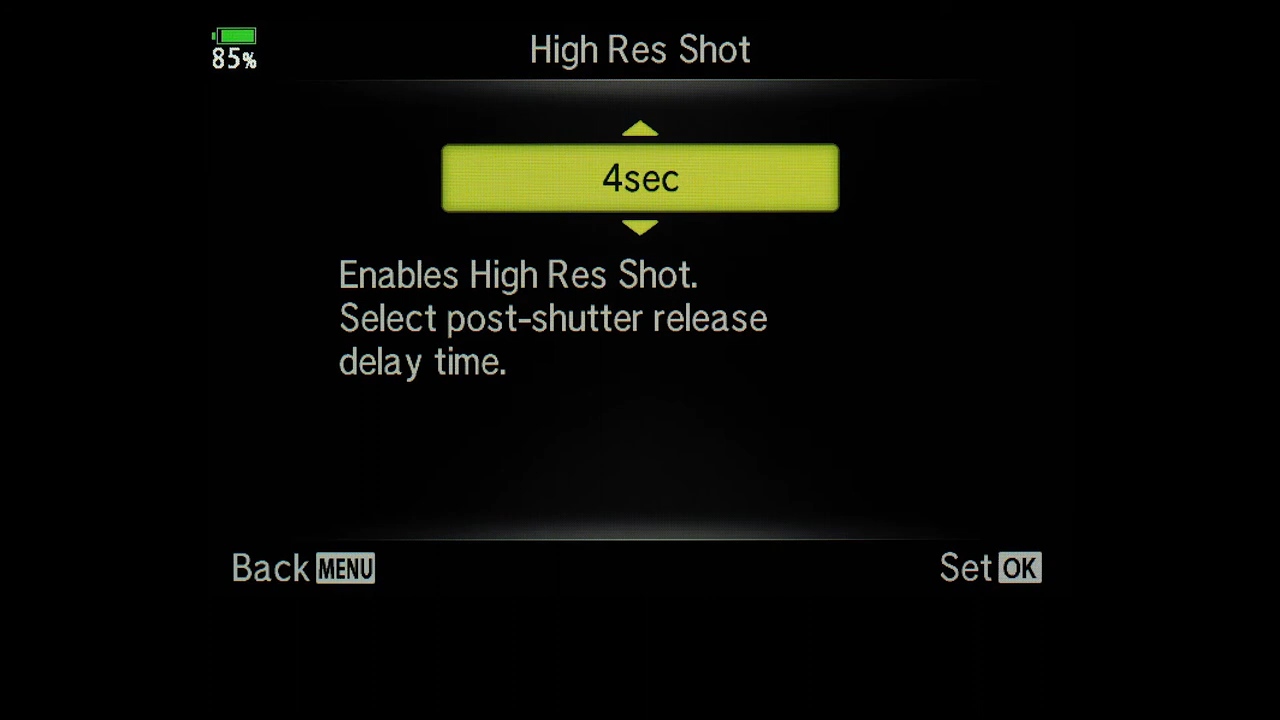 85%
High Res Shot
4sec
Enables High Res Shot.
Select post-shutter release
delay time.
Back MENU
Set OK